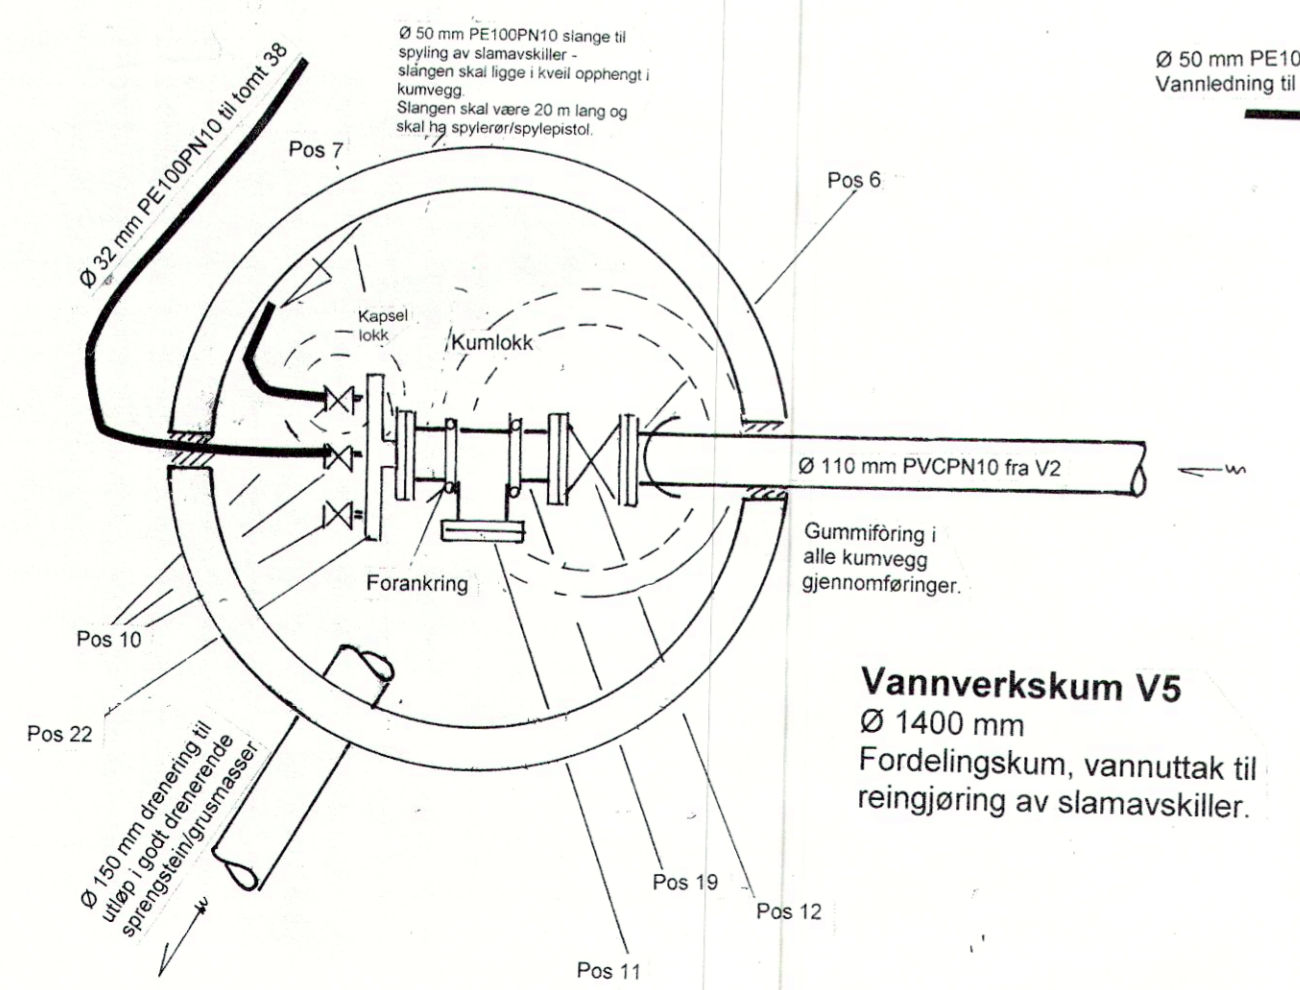 Ø 50 mm PE100PN10 slange til
spyling av slamavskiller -
slangen skal ligge i kveil opphengt i
kumvegg.
Slangen skal være 20 m lang og
skal ha spylerør/spylepistol.
Ø 50 mm PE10
Vannledning til
Ø 32 mm PE100PN10 til tomt 38
Pos 7
Pos 6
Kapsel
lokk
Kumlokk
Ø 110 mm PVCPN10 fra V2
Gummifòring i
alle kumvegg
gjennomføringer.
Forankring
Pos 10
Pos 22
Vannverkskum V5
Ø 1400 mm
Fordelingskum, vannuttak til
reingjøring av slamavskiller.
Ø 150 mm drenering til
utløp i godt drenerende
sprengstein/grusmasser
Pos 19
Pos 12
Pos 11